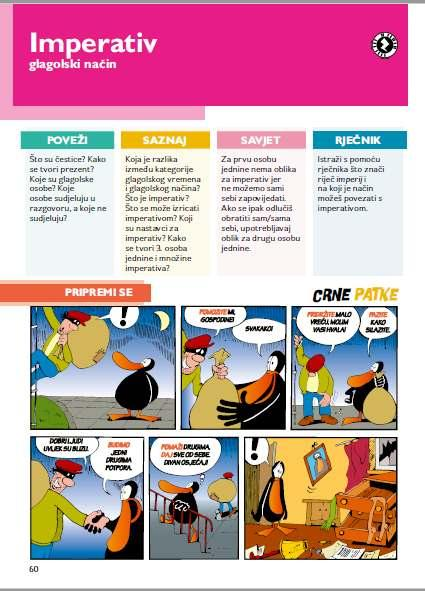 Imperativ
glagolski način
POVEŽI
Što su čestice? Kako
se tvori prezent?
Koje su glagolske
osobe? Koje
osobe sudjeluju u
razgovoru, a koje ne
sudjeluju?
SAZNAJ
Koja je razlika
između kategorije
glagolskog vremena
i glagolskog načina?
Što je imperativ?
Što se može izricati
imperativom? Koji
su nastavci za
imperativ? Kako
se tvori 3. osoba
jednine i množine
imperativa?
SAVJET
Za prvu osobu
jednine nema oblika
za imperativ jer
ne možemo sami
sebi zapovijedati.
Ako se ipak odlučiš
obratiti sam/sama
sebi, upotrebljavaj
oblik za drugu osobu
jednine.
RJEČNIK
Istraži s pomoću
rječnika što znači
riječ imperij i
na koji je način
možeš povezati s
imperativom.
PRIPREMI SE
CRNE PATKE
!
POMOZITE MI,
GOSPODINE!
SVAKAKO!
PRIDRŽITE MALO
VREĆU, MOLIM
VAS! HVALA!
PAZITE
KAKO
SILAZITE.
DOBRI LJUDI
UVIJEK SU BLIZU.
BUDIMO
JEDNI
DRUGIMA
POTPORA.
POMAŽI DRUGIMA,
DAJ SVE OD SEBE.
DIVAN OSJEĆAJ!
!
60